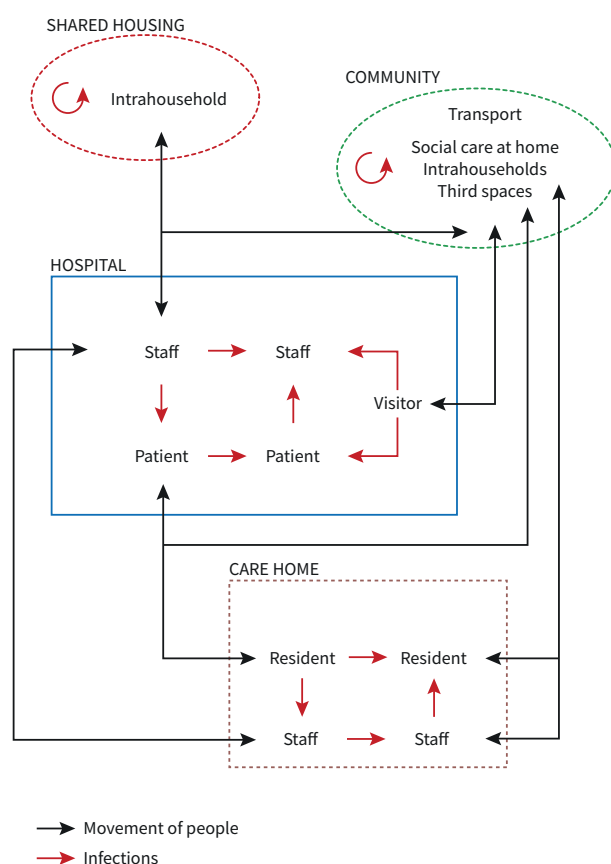 SHARED HOUSING
Intrahousehold
COMMUNITY
Transport
Social care at home
Intrahouseholds
Third spaces
HOSPITAL
Staff Staff
Visitor
Patient Patient
CARE HOME
Resident Resident
Staff Staff
Movement of people
Infections